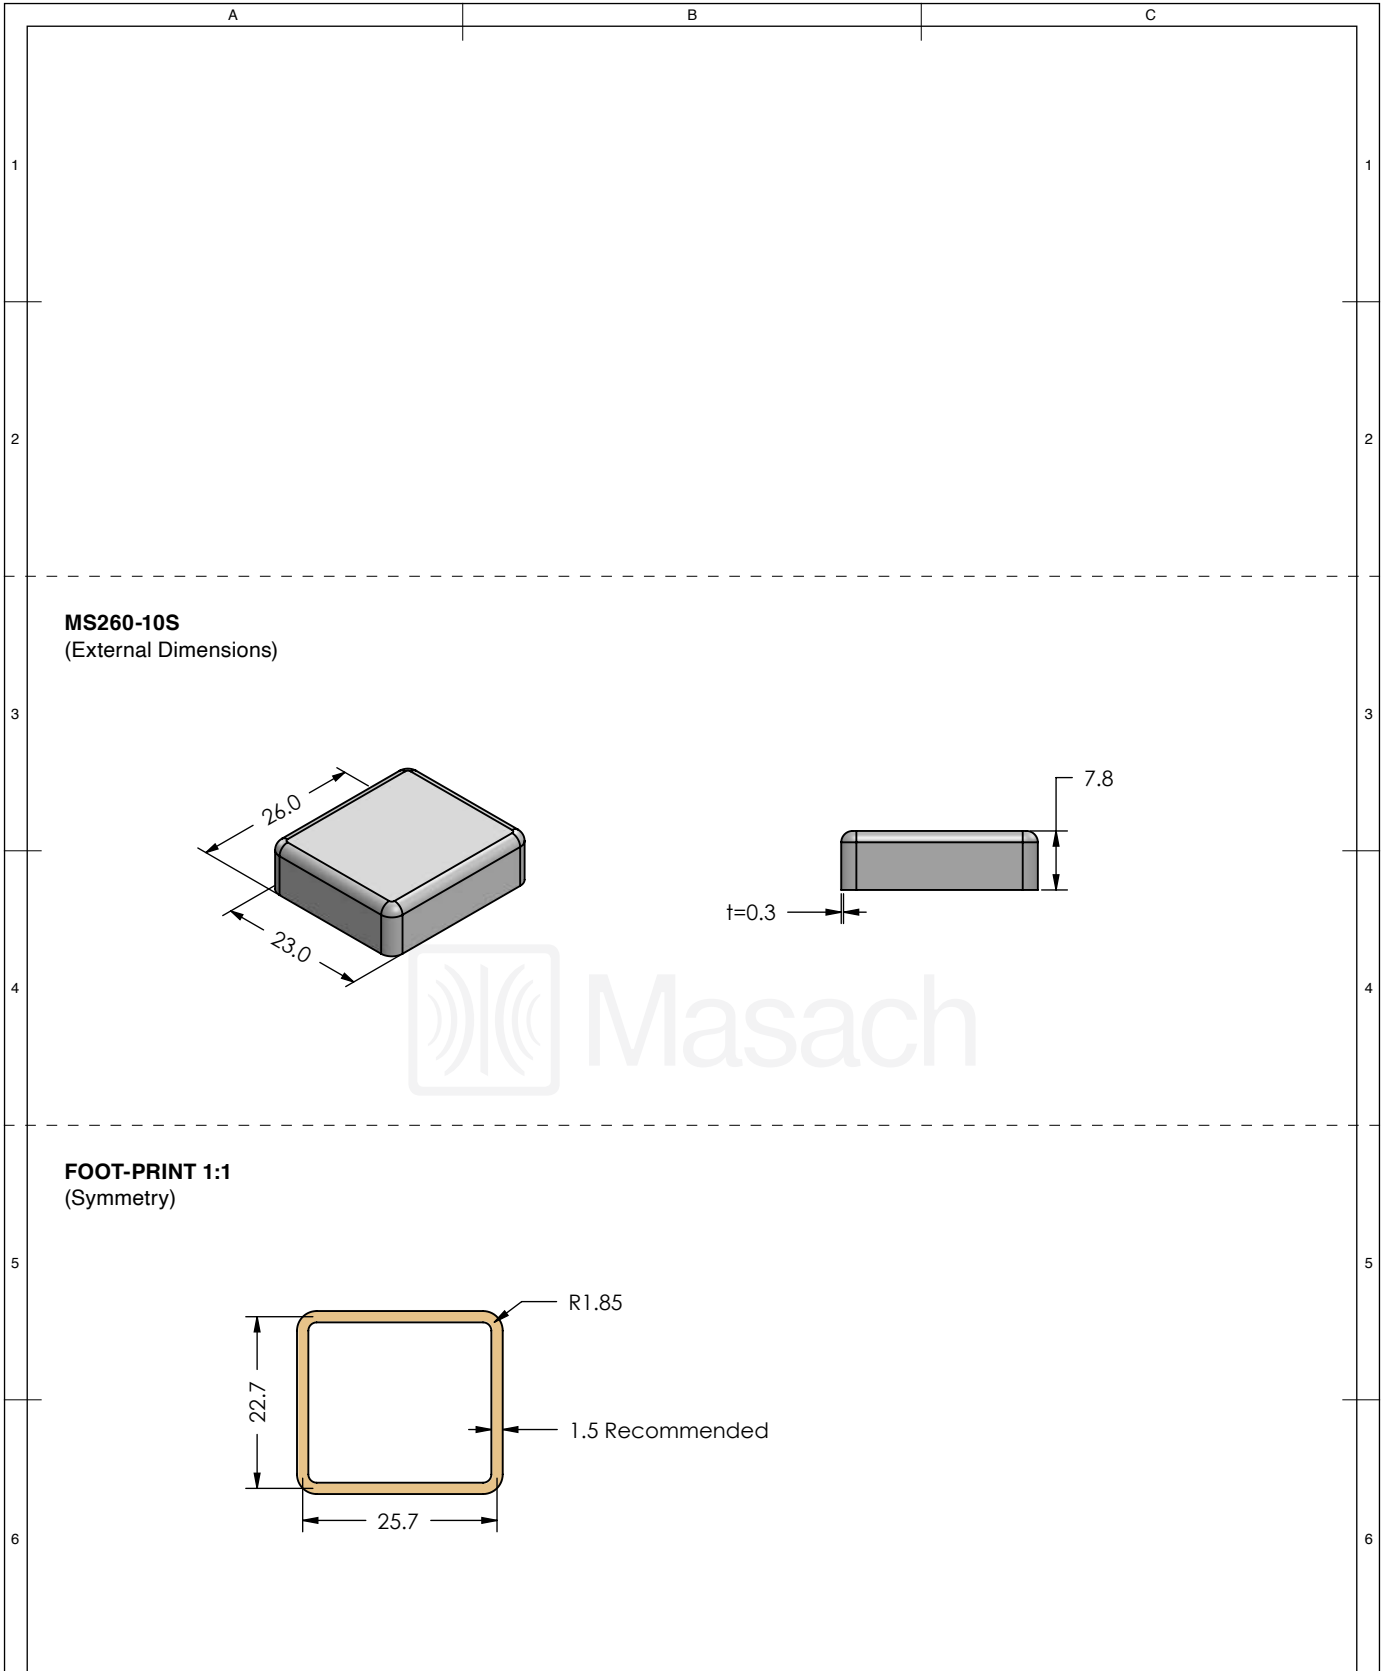 A B C
1 1
2 2
MS260-10S
(External Dimensions)
3 3
26.0
7.8
t=0.3
23.0
4 4
Masach
FOOT-PRINT 1:1
(Symmetry)
5 5
R1.85
22.7
1.5 Recommended
25.7
6 6